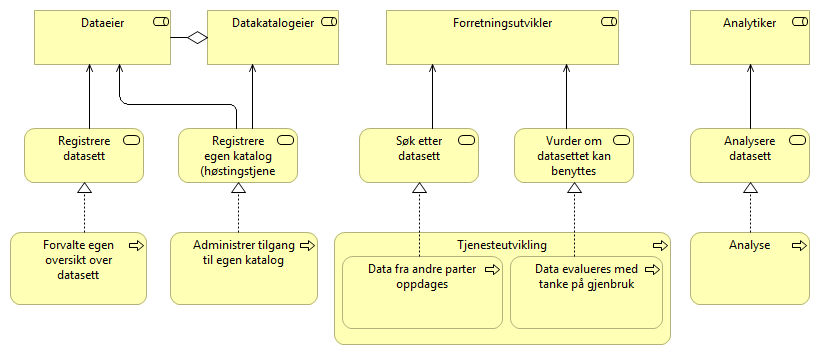 Dataeier
Datakatalogeier
Forretningsutvikler
Analytiker
Registrere
datasett
Registrere
egen katalog
(høstingstjene
Søk etter
datasett
Vurder om
datasettet kan
benyttes
Analysere
datasett
Forvalte egen
oversikt over
datasett
Administrer tilgang
til egen katalog
Tjenesteutvikling
Data fra andre parter
oppdages
Data evalueres med
tanke på gjenbruk
Analyse